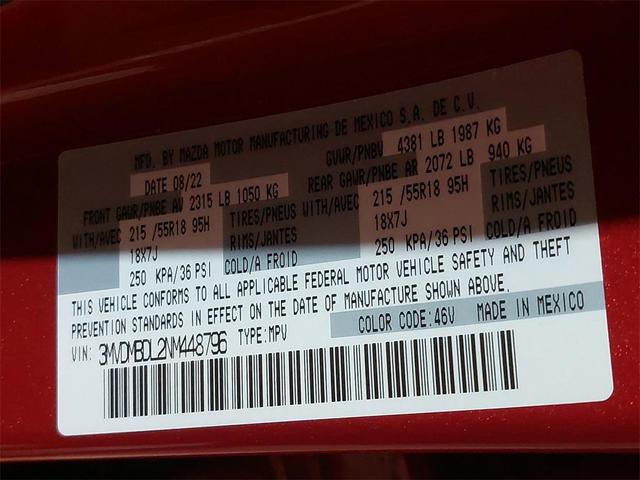 MFD. BY MAZDA MOTOR MANUFACTURING DE MEXICO S.A. DE C.V.
DATE 08/22 GVWR/PNBV 4381 LB 1987 KG
FRONT GAWR/PNBE AV 2315 LB 1050 KG REAR GAWR/PNBE AR 2072 LB 940 KG
WITH/AVEC 215 /55R18 95H TIRES/PNEUS WITH/AVEC 215 /55R18 95H TIRES/PNEUS
18X7J RIMS/JANTES 18X7J RIMS/JANTES
250 KPA/36 PSI COLD/A FROID 250 KPA/36 PSI COLD/A FROID
THIS VEHICLE CONFORMS TO ALL APPLICABLE FEDERAL MOTOR VEHICLE SAFETY AND THEFT
PREVENTION STANDARDS IN EFFECT ON THE DATE OF MANUFACTURE SHOWN ABOVE.
COLOR CODE:46V MADE IN MEXICO
VIN: 3MVDMBDL2NM448796 TYPE:MPV